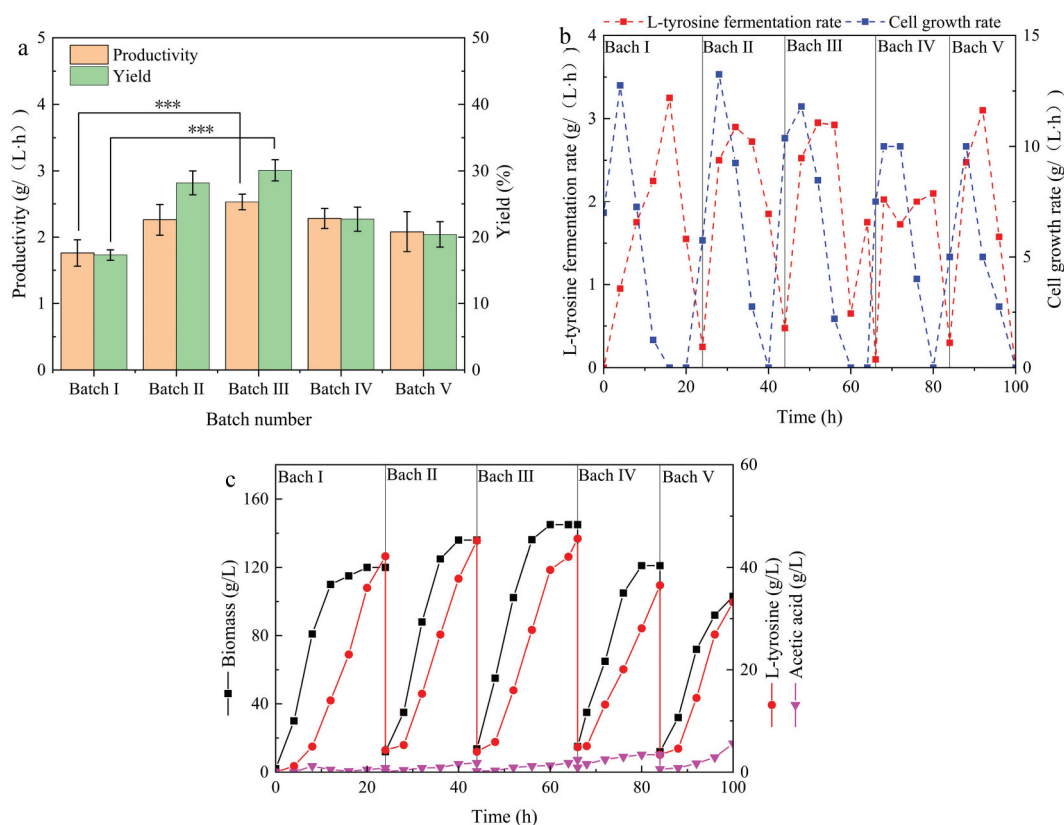 a
Productivity
Yield
***
***
Productivity (g/ (L·h))
Yield (%)
5
4
3
2
1
0
50
40
30
20
10
0
Batch I
Batch II
Batch III
Batch IV
Batch V
Batch number
b
L-tyrosine fermentation rate
Cell growth rate
Bach I
Bach II
Bach III
Bach IV
Bach V
L-tyrosine fermentation rate (g/（L·h）)
Cell growth rate (g/（L·h）)
4
3
2
1
0
15
10
5
0
0
20
40
60
80
100
Time (h)
c
Bach I
Bach II
Bach III
Bach IV
Bach V
Biomass (g/L)
L-tyrosine (g/L)
Acetic acid (g/L)
160
120
80
40
0
60
40
20
0
0
20
40
60
80
100
Time (h)